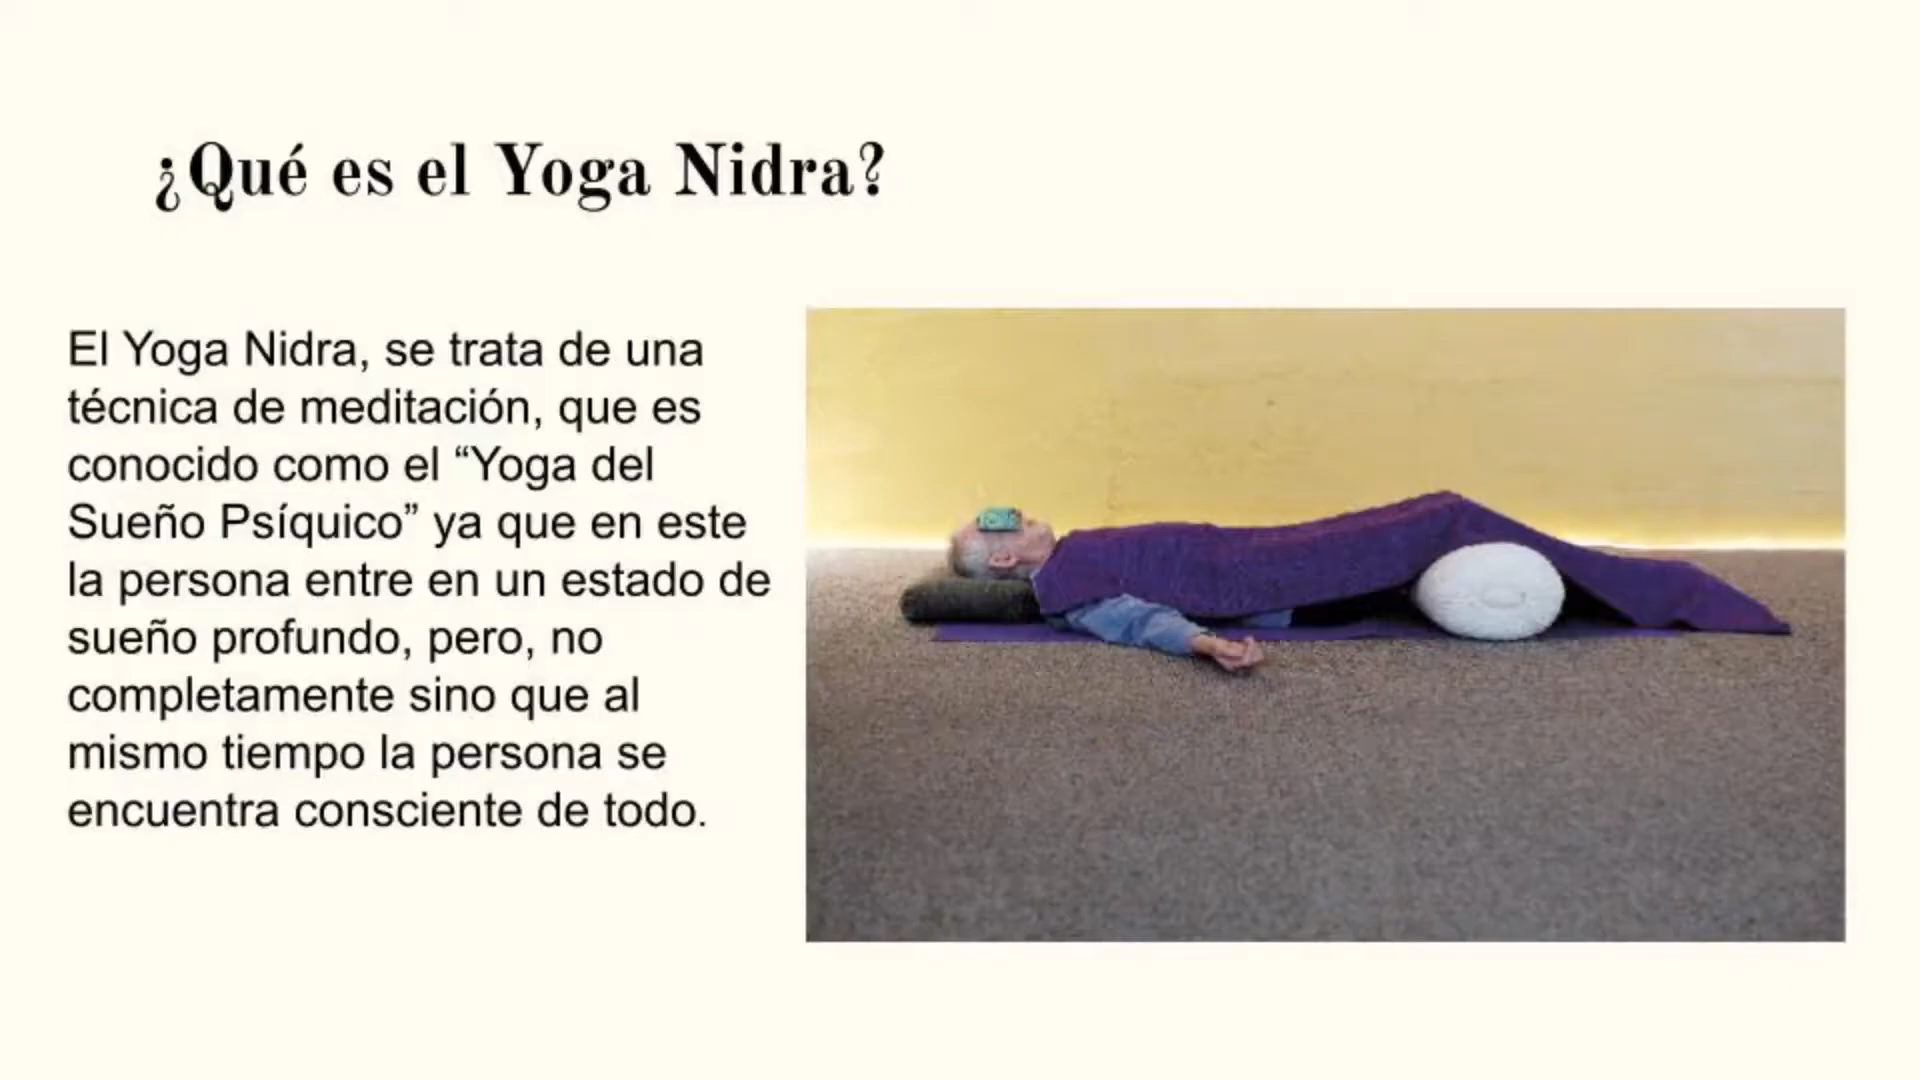 ¿Qué es el Yoga Nidra?
El Yoga Nidra, se trata de una
técnica de meditación, que es
conocido como el “Yoga del
Sueño Psíquico” ya que en este
la persona entre en un estado de
sueño profundo, pero, no
completamente sino que al
mismo tiempo la persona se
encuentra consciente de todo.